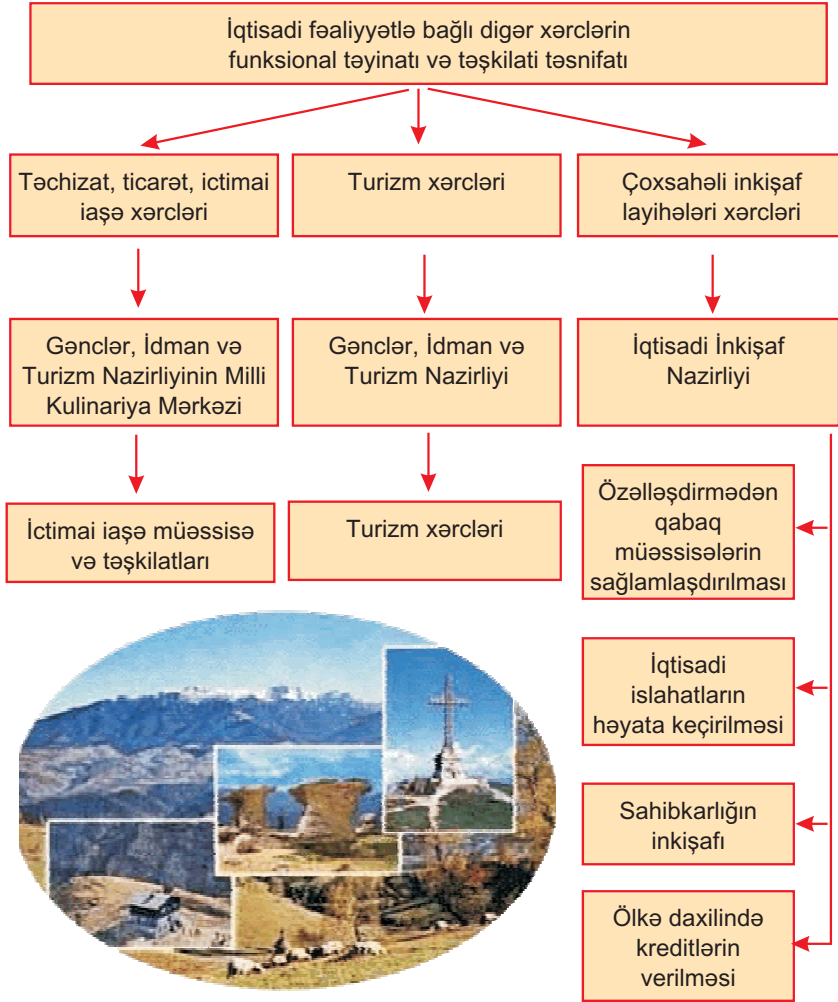 İqtisadi fəaliyyətlə bağlı digər xərclərin
funksional təyinatı və təşkilati təsnifatı
Təchizat, ticarət, ictimai
iaşə xərcləri
Turizm xərcləri
Çoxsahəli inkişaf
layihələri xərcləri
Gənclər, İdman və
Turizm Nazirliyinin Milli
Kulinariya Mərkəzi
Gənclər, İdman və
Turizm Nazirliyi
İqtisadi İnkişaf
Nazirliyi
İctimai iaşə müəssisə
və təşkilatları
Turizm xərcləri
Özəlləşdirmədən
qabaq
müəssisələrin
sağlamlaşdırılması
İqtisadi
islahatların
həyata keçirilməsi
Sahibkarlığın
inkişafı
Ölkə daxilində
kreditlərin
verilməsi